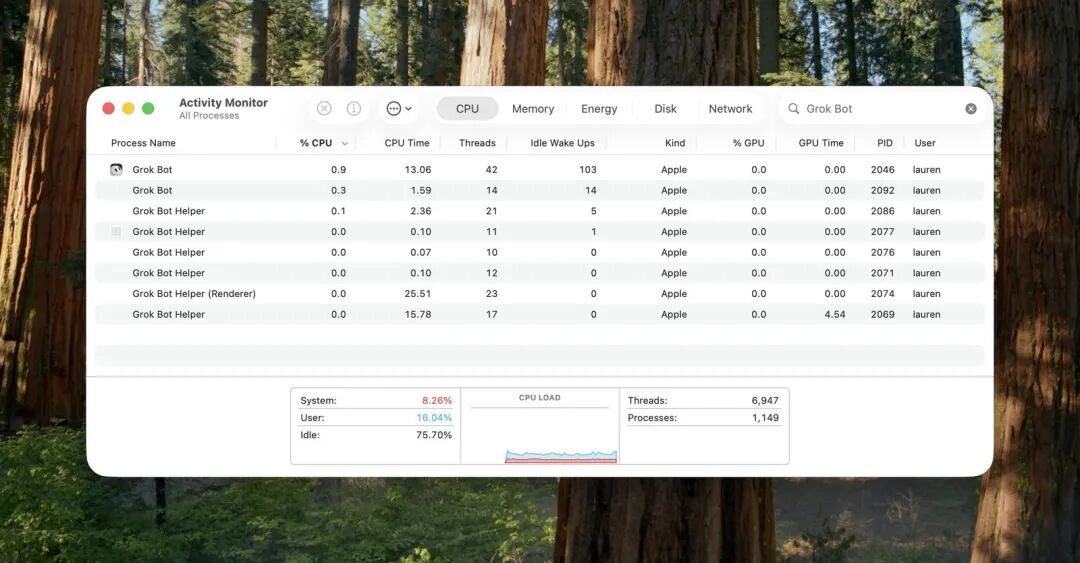 Activity Monitor
All Processes
CPU Memory Energy Disk Network Grok Bot
Process Name % CPU CPU Time Threads Idle Wake Ups Kind % GPU GPU Time PID User
Grok Bot 0.9 13.06 42 103 Apple 0.0 0.00 2046 lauren
Grok Bot 0.3 1.59 14 14 Apple 0.0 0.00 2092 lauren
Grok Bot Helper 0.1 2.36 21 5 Apple 0.0 0.00 2086 lauren
Grok Bot Helper 0.0 0.10 11 1 Apple 0.0 0.00 2077 lauren
Grok Bot Helper 0.0 0.07 10 0 Apple 0.0 0.00 2076 lauren
Grok Bot Helper 0.0 0.10 12 0 Apple 0.0 0.00 2071 lauren
Grok Bot Helper (Renderer) 0.0 25.51 23 0 Apple 0.0 0.00 2074 lauren
Grok Bot Helper 0.0 15.78 17 0 Apple 0.0 4.54 2069 lauren
System: 8.26% CPU LOAD Threads: 6,947
User: 16.04% Processes: 1,149
Idle: 75.70%